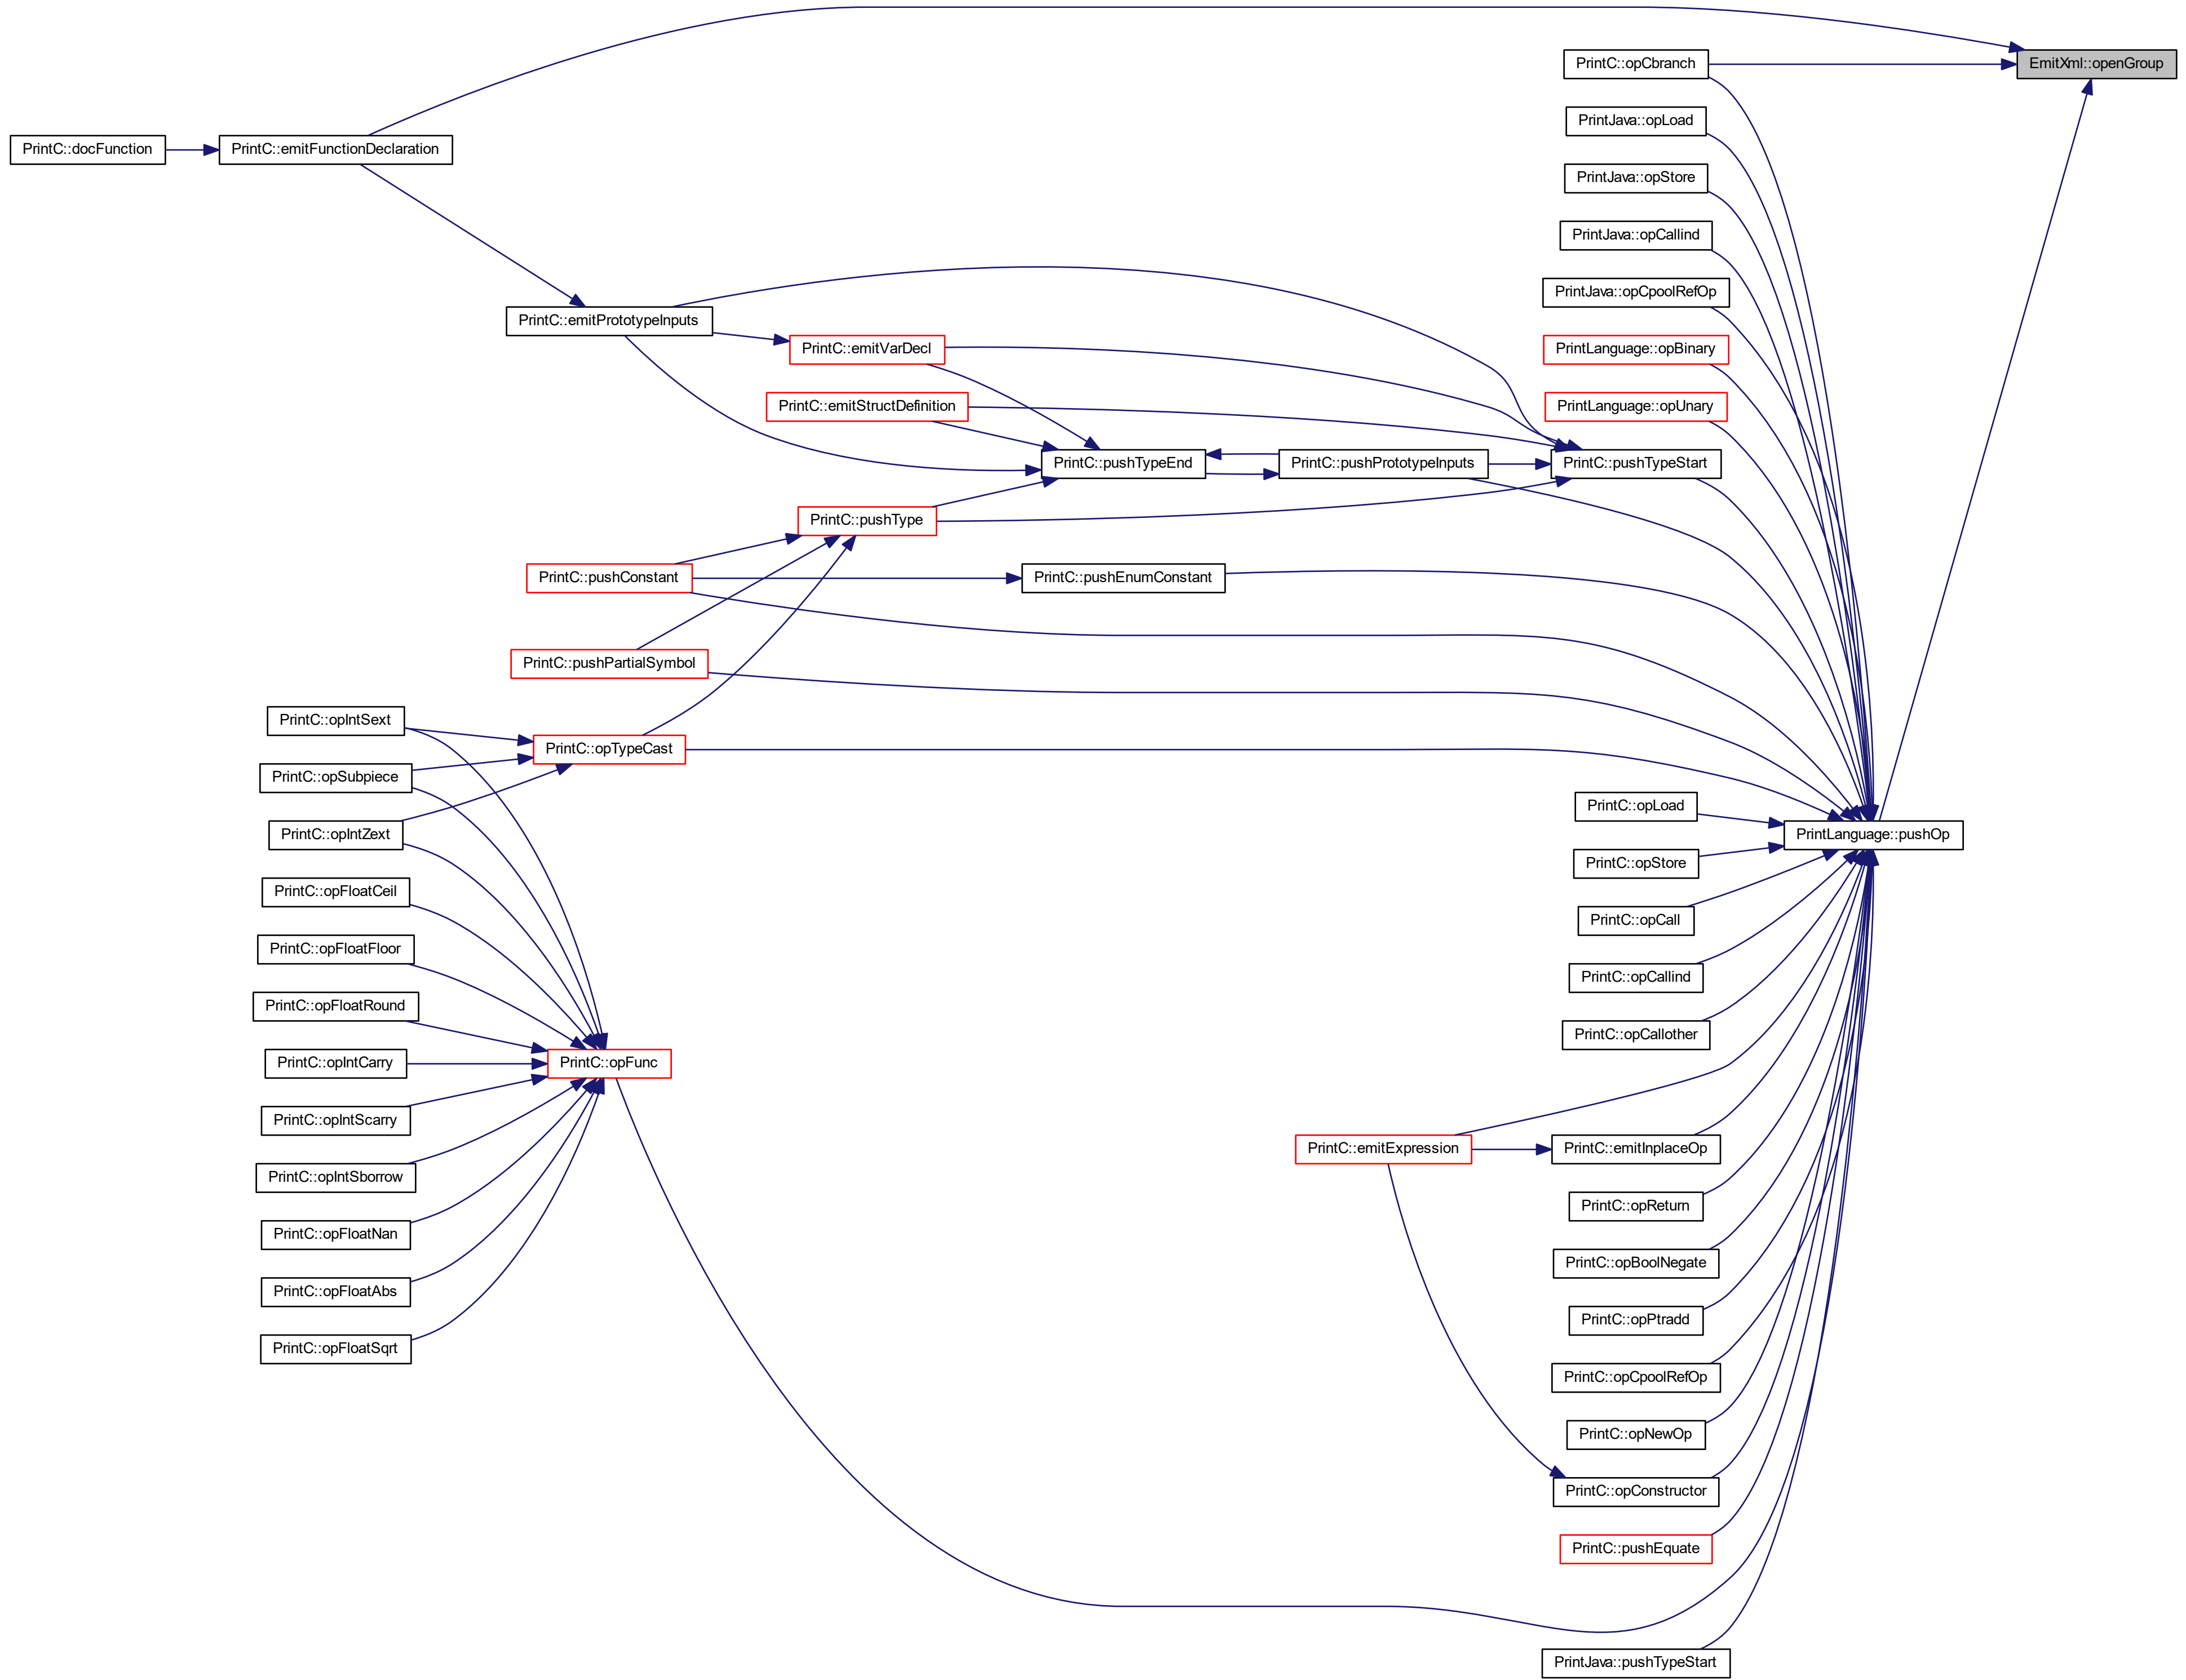 EmitXml::openGroup
PrintC::opCbranch
PrintJava::opLoad
PrintC::docFunction
PrintC::emitFunctionDeclaration
PrintJava::opStore
PrintJava::opCallind
PrintJava::opCpoolRefOp
PrintC::emitPrototypeInputs
PrintC::emitVarDecl
PrintLanguage::opBinary
PrintC::emitStructDefinition
PrintLanguage::opUnary
PrintC::pushTypeEnd
PrintC::pushPrototypeInputs
PrintC::pushTypeStart
PrintC::pushType
PrintC::pushConstant
PrintC::pushEnumConstant
PrintC::pushPartialSymbol
PrintC::opIntSext
PrintC::opTypeCast
PrintC::opSubpiece
PrintC::opLoad
PrintC::opIntZext
PrintLanguage::pushOp
PrintC::opStore
PrintC::opFloatCeil
PrintC::opCall
PrintC::opFloatFloor
PrintC::opCallind
PrintC::opFloatRound
PrintC::opCallother
PrintC::opIntCarry
PrintC::opFunc
PrintC::opIntScarry
PrintC::emitExpression
PrintC::emitInplaceOp
PrintC::opIntSborrow
PrintC::opReturn
PrintC::opFloatNan
PrintC::opBoolNegate
PrintC::opFloatAbs
PrintC::opPtradd
PrintC::opFloatSqrt
PrintC::opCpoolRefOp
PrintC::opNewOp
PrintC::opConstructor
PrintC::pushEquate
PrintJava::pushTypeStart